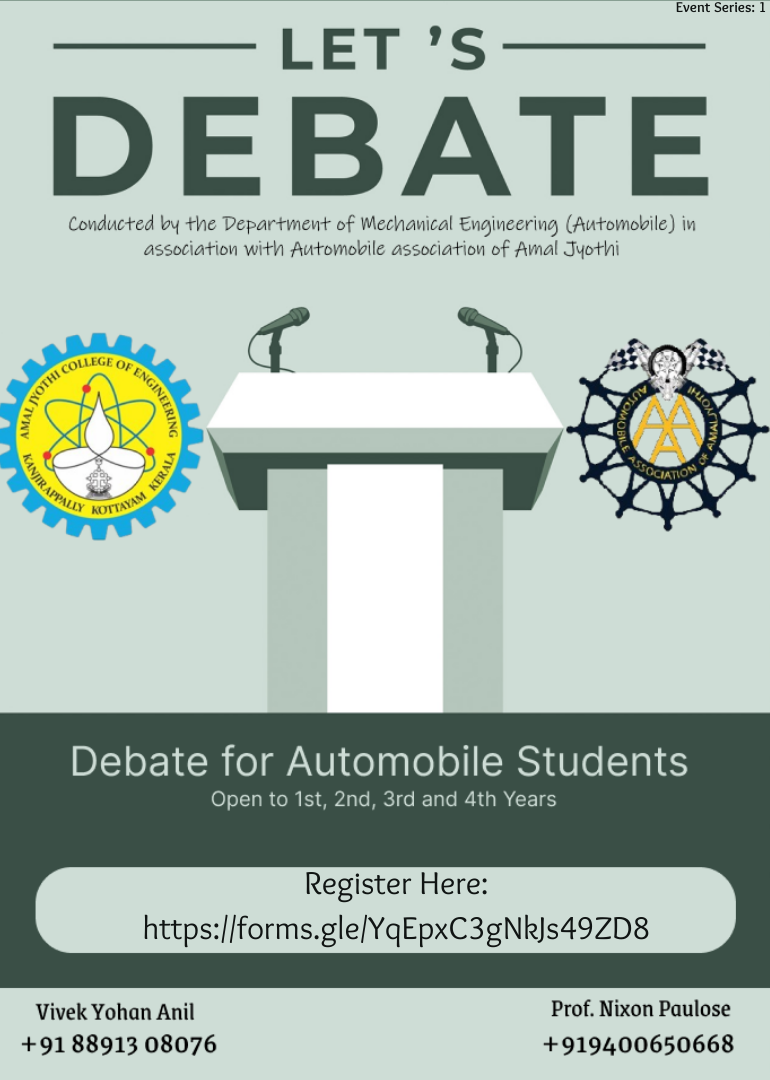 Event Series: 1
LET ’S
DEBATE
Conducted by the Department of Mechanical Engineering (Automobile) in
association with Automobile association of Amal Jyothi
AMAL JYOTHI COLLEGE OF ENGINEERING
KANJIRAPPALLY KOTTAYAM KERALA
AUTOMOBILE ASSOCIATION OF AMALJYOTHI
AAA
Debate for Automobile Students
Open to 1st, 2nd, 3rd and 4th Years
Register Here:
https://forms.gle/YqEpxC3gNkJs49ZD8
Vivek Yohan Anil
+91 88913 08076
Prof. Nixon Paulose
+919400650668